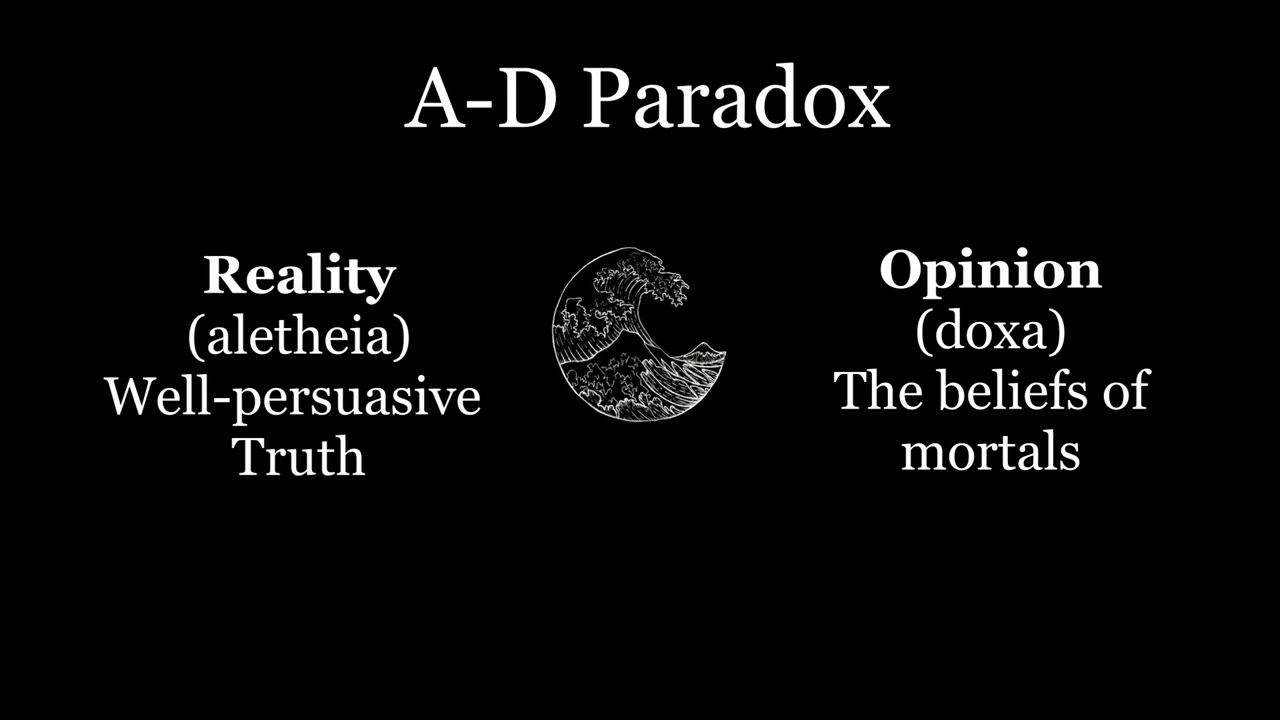 A-D Paradox
Reality
(aletheia)
Well-persuasive
Truth
Opinion
(doxa)
The beliefs of
mortals